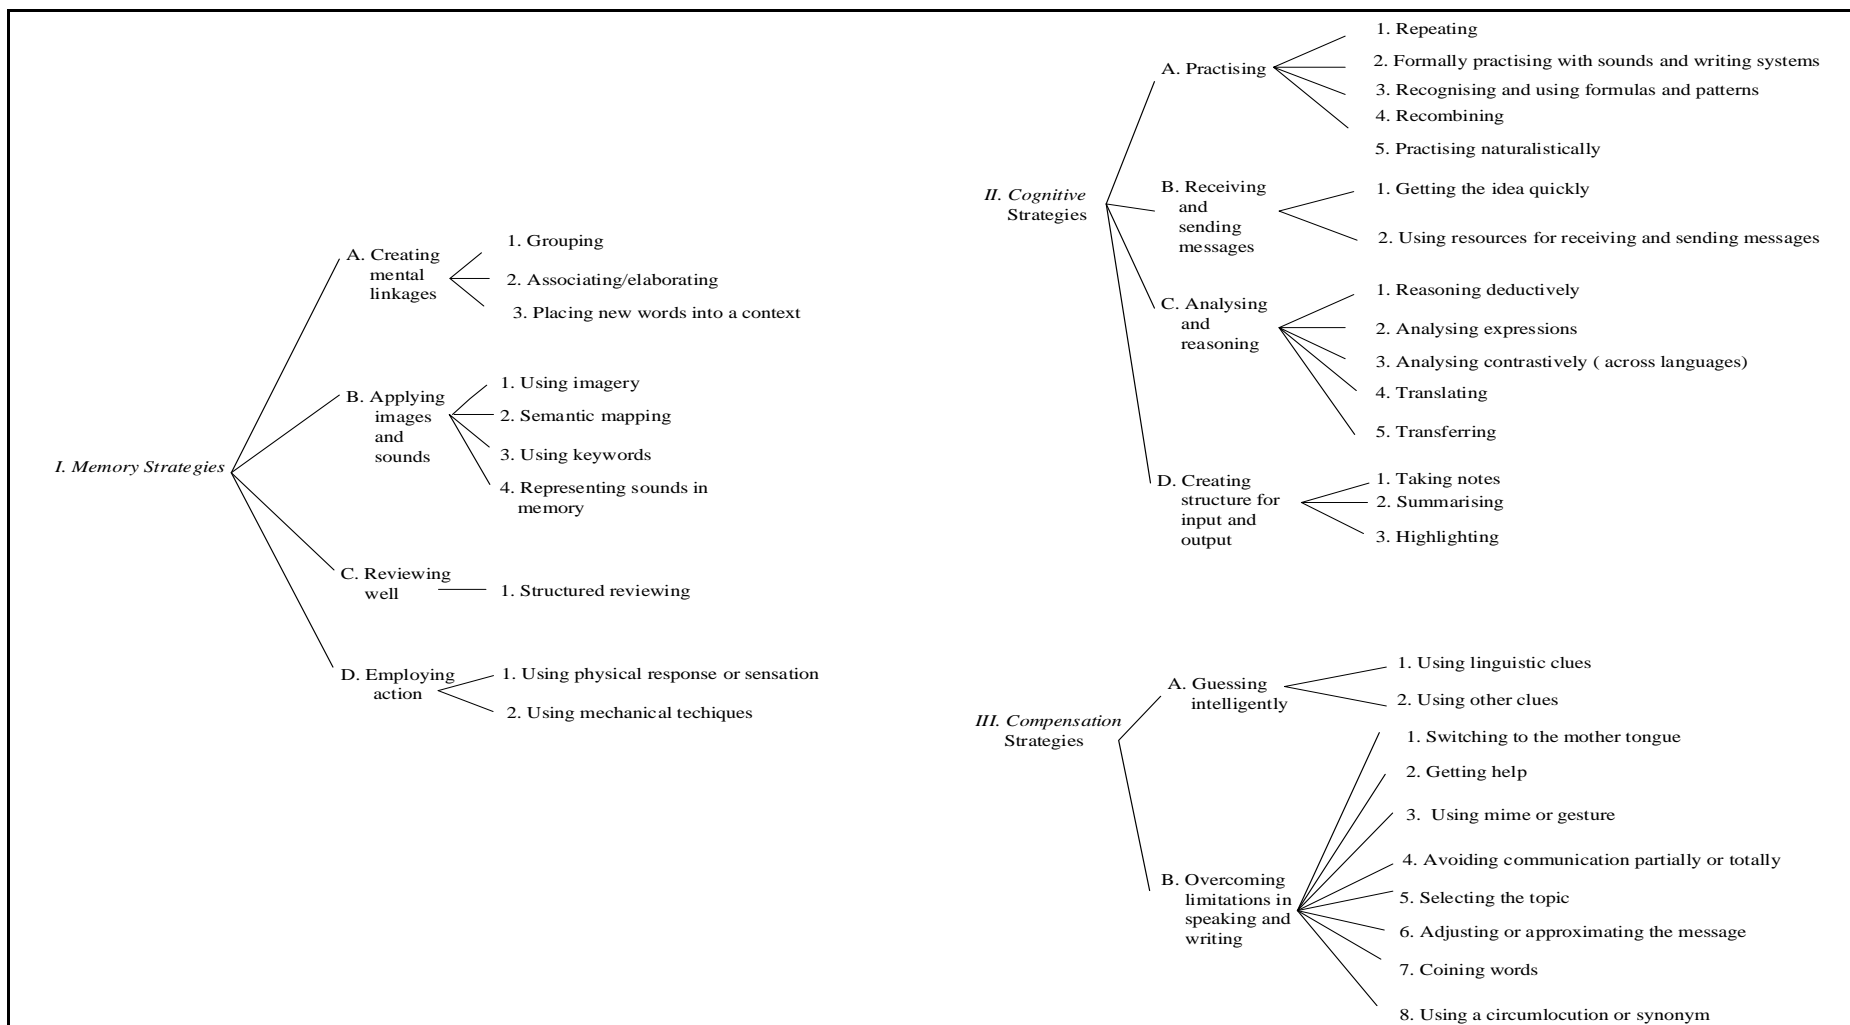 I. Memory Strategies
A. Creating
mental
linkages
1. Grouping
2. Associating/elaborating
3. Placing new words into a context
B. Applying
images
and
sounds
1. Using imagery
2. Semantic mapping
3. Using keywords
4. Representing sounds in
memory
C. Reviewing
well
1. Structured reviewing
D. Employing
action
1. Using physical response or sensation
2. Using mechanical techiques
II. Cognitive
Strategies
A. Practising
1. Repeating
2. Formally practising with sounds and writing systems
3. Recognising and using formulas and patterns
4. Recombining
5. Practising naturalistically
B. Receiving
and
sending
messages
1. Getting the idea quickly
2. Using resources for receiving and sending messages
C. Analysing
and
reasoning
1. Reasoning deductively
2. Analysing expressions
3. Analysing contrastively ( across languages)
4. Translating
5. Transferring
D. Creating
structure for
input and
output
1. Taking notes
2. Summarising
3. Highlighting
III. Compensation
Strategies
A. Guessing
intelligently
1. Using linguistic clues
2. Using other clues
B. Overcoming
limitations in
speaking and
writing
1. Switching to the mother tongue
2. Getting help
3. Using mime or gesture
4. Avoiding communication partially or totally
5. Selecting the topic
6. Adjusting or approximating the message
7. Coining words
8. Using a circumlocution or synonym